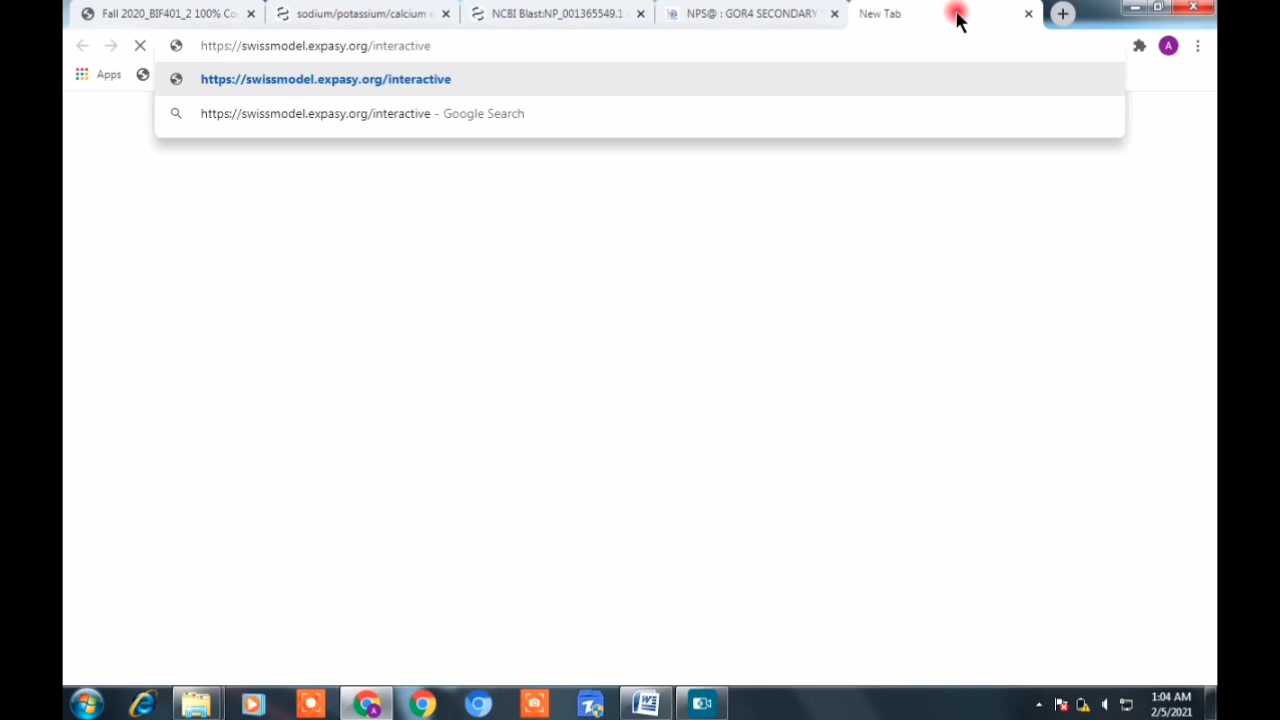 Fall 2020_BIF401_2 100% Co
sodium/potassium/calcium e
NCBI Blast:NP_001365549.1
NPS@ : GOR4 SECONDARY
New Tab
https://swissmodel.expasy.org/interactive
A
Apps
https://swissmodel.expasy.org/interactive
https://swissmodel.expasy.org/interactive - Google Search
1:04 AM
2/5/2021